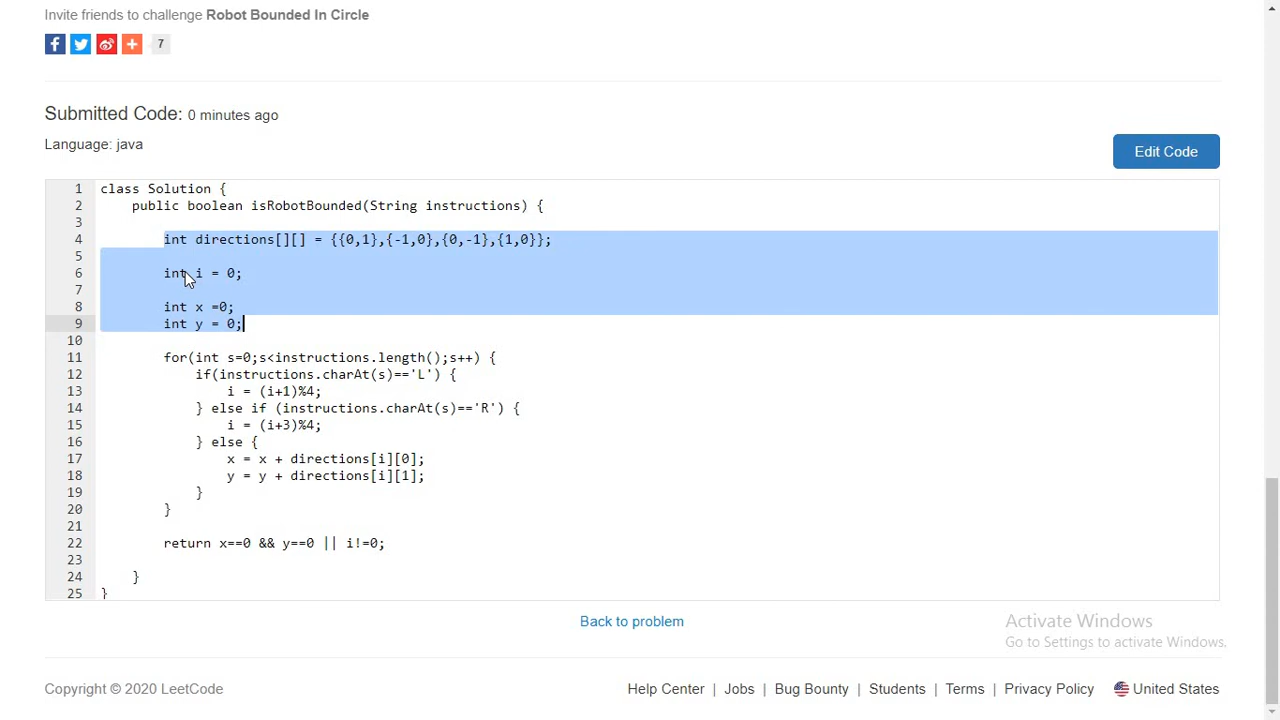 Invite friends to challenge Robot Bounded In Circle
7
Submitted Code: 0 minutes ago
Language: java
Edit Code
1 class Solution {
2 public boolean isRobotBounded(String instructions) {
3
4 int directions[][] = {{0,1},{-1,0},{0,-1},{1,0}};
5
6 int i = 0;
7
8 int x =0;
9 int y = 0;
10
11 for(int s=0;s<instructions.length();s++) {
12 if(instructions.charAt(s)=='L') {
13 i = (i+1)%4;
14 } else if (instructions.charAt(s)=='R') {
15 i = (i+3)%4;
16 } else {
17 x = x + directions[i][0];
18 y = y + directions[i][1];
19 }
20 }
21
22 return x==0 && y==0 || i!=0;
23
24 }
25 }
Back to problem
Activate Windows
Go to Settings to activate Windows.
Copyright © 2020 LeetCode
Help Center | Jobs | Bug Bounty | Students | Terms | Privacy Policy United States